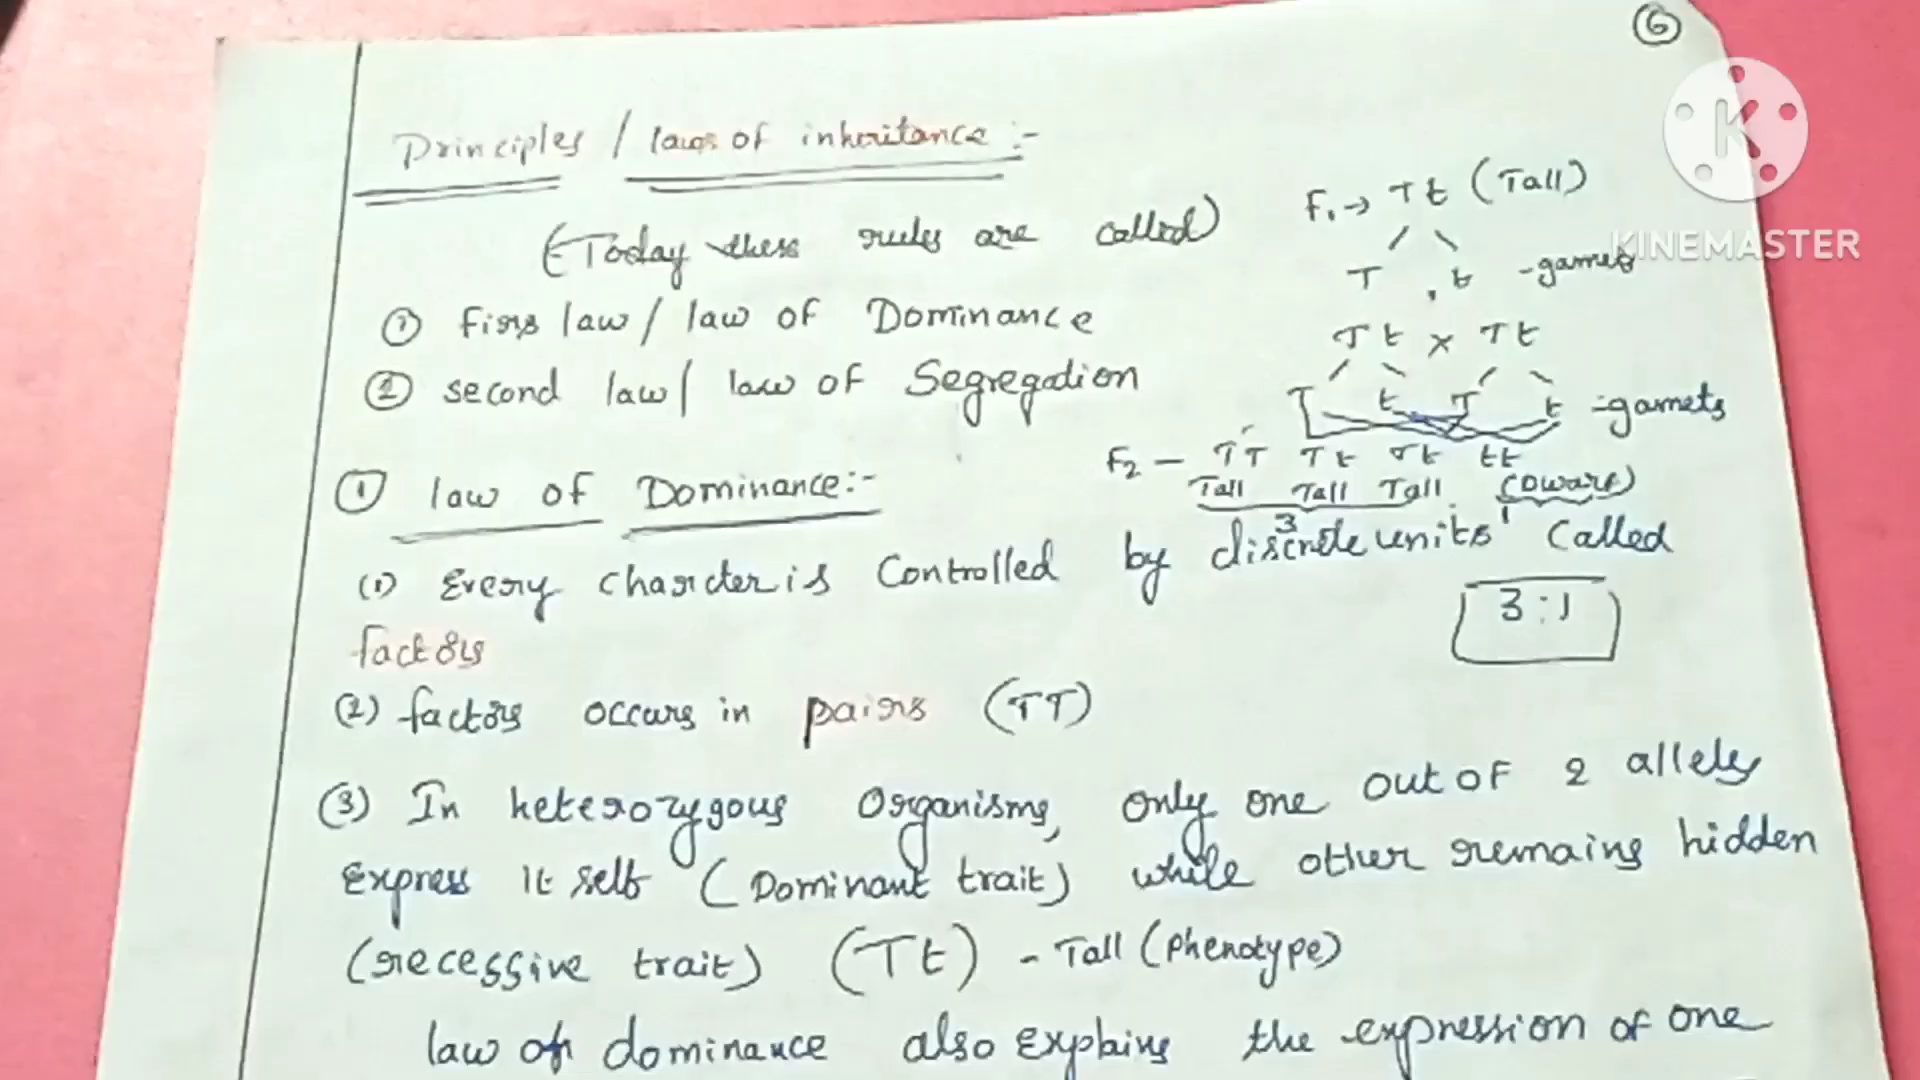 6
Principles / laws of inheritance :-
(Today these rules are called)
① First law / law of Dominance
② second law / law of Segregation
F₁ → Tt (Tall)
T , t - gamets
Tt x Tt
T t T t - gamets
F₂ - TT Tt Tt tt
Tall Tall Tall (Dwarf)
3 1
3:1
① law of Dominance:-
(1) Every charcter is Controlled by discrete units Called
factors
(2) factors occurs in pairs (TT)
(3) In heterozygous Organisms, only one out of 2 alleles
Express it self (Dominant trait) while other remains hidden
(recessive trait) (Tt) - Tall (Phenotype)
law of dominance also explains the expression of one
K
KINEMASTER